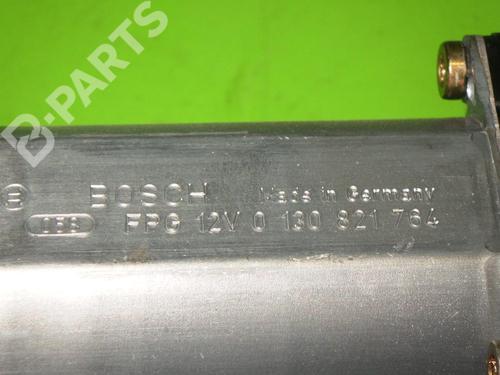 B-PARTS
BOSCH Made in Germany
FPG 12V 0 130 821 764